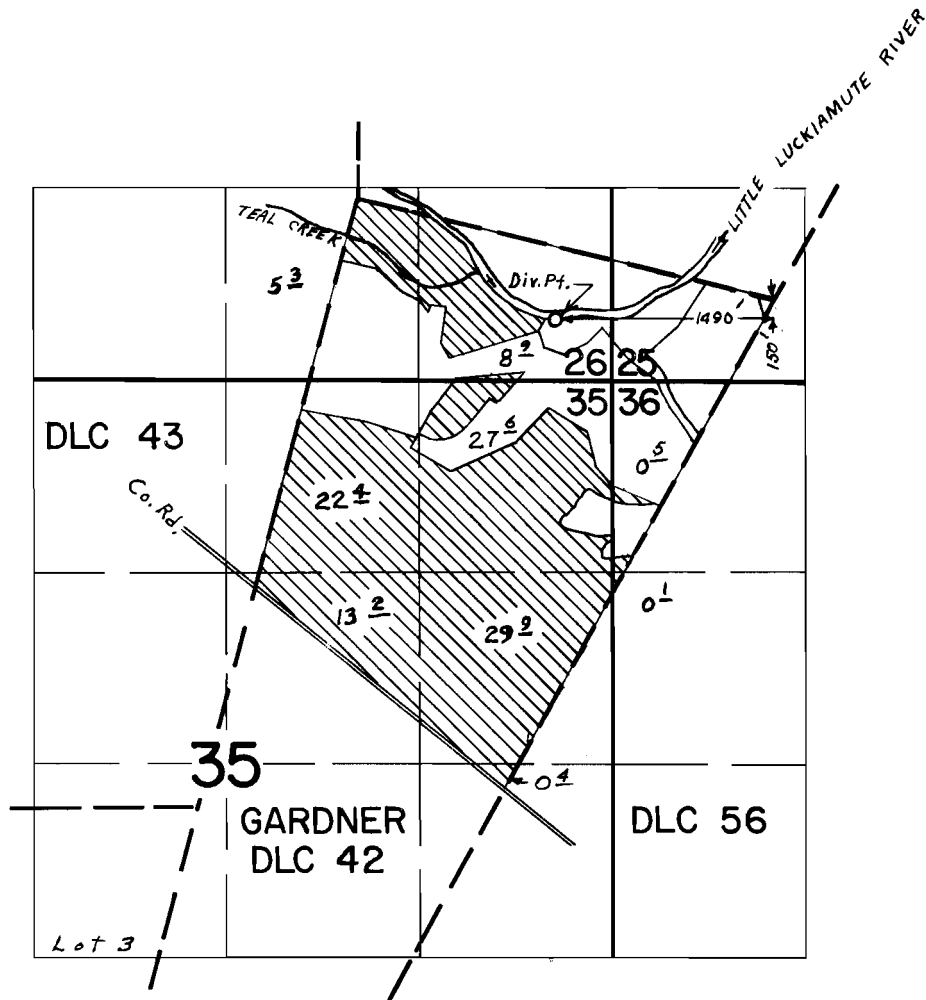 LITTLE LUCKIAMUTE RIVER
TEAL CREEK
5 3
Div. Pt.
1490'
150'
8 9
26 25
35 36
DLC 43
27 6
0 5
Co. Rd.
22 4
13 2
29 9
0 1
35
0 4
GARDNER
DLC 42
DLC 56
Lot 3